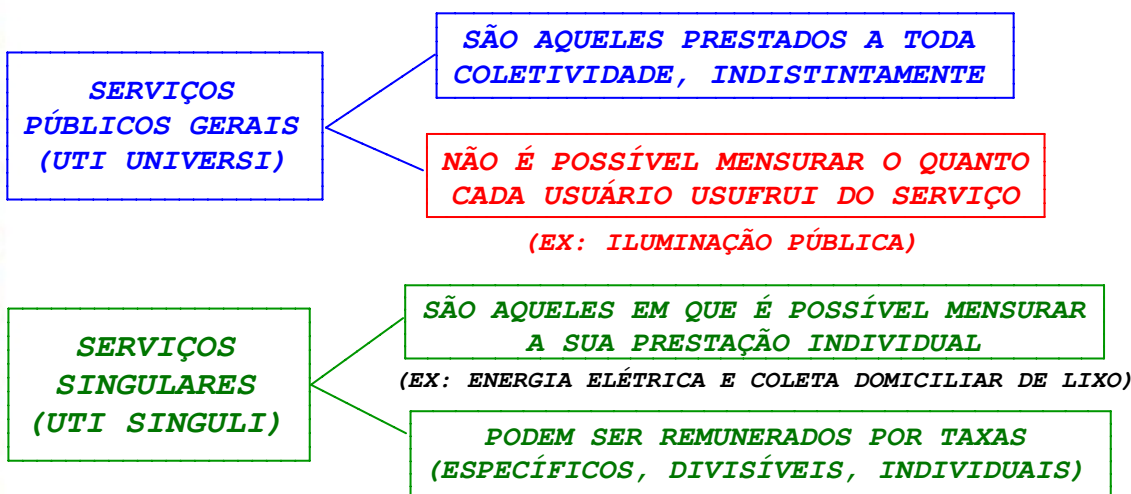 SERVIÇOS
PÚBLICOS GERAIS
(UTI UNIVERSI)
SÃO AQUELES PRESTADOS A TODA
COLETIVIDADE, INDISTINTAMENTE
NÃO É POSSÍVEL MENSURAR O QUANTO
CADA USUÁRIO USUFRUI DO SERVIÇO
(EX: ILUMINAÇÃO PÚBLICA)
SERVIÇOS
SINGULARES
(UTI SINGULI)
SÃO AQUELES EM QUE É POSSÍVEL MENSURAR
A SUA PRESTAÇÃO INDIVIDUAL
(EX: ENERGIA ELÉTRICA E COLETA DOMICILIAR DE LIXO)
PODEM SER REMUNERADOS POR TAXAS
(ESPECÍFICOS, DIVISÍVEIS, INDIVIDUAIS)